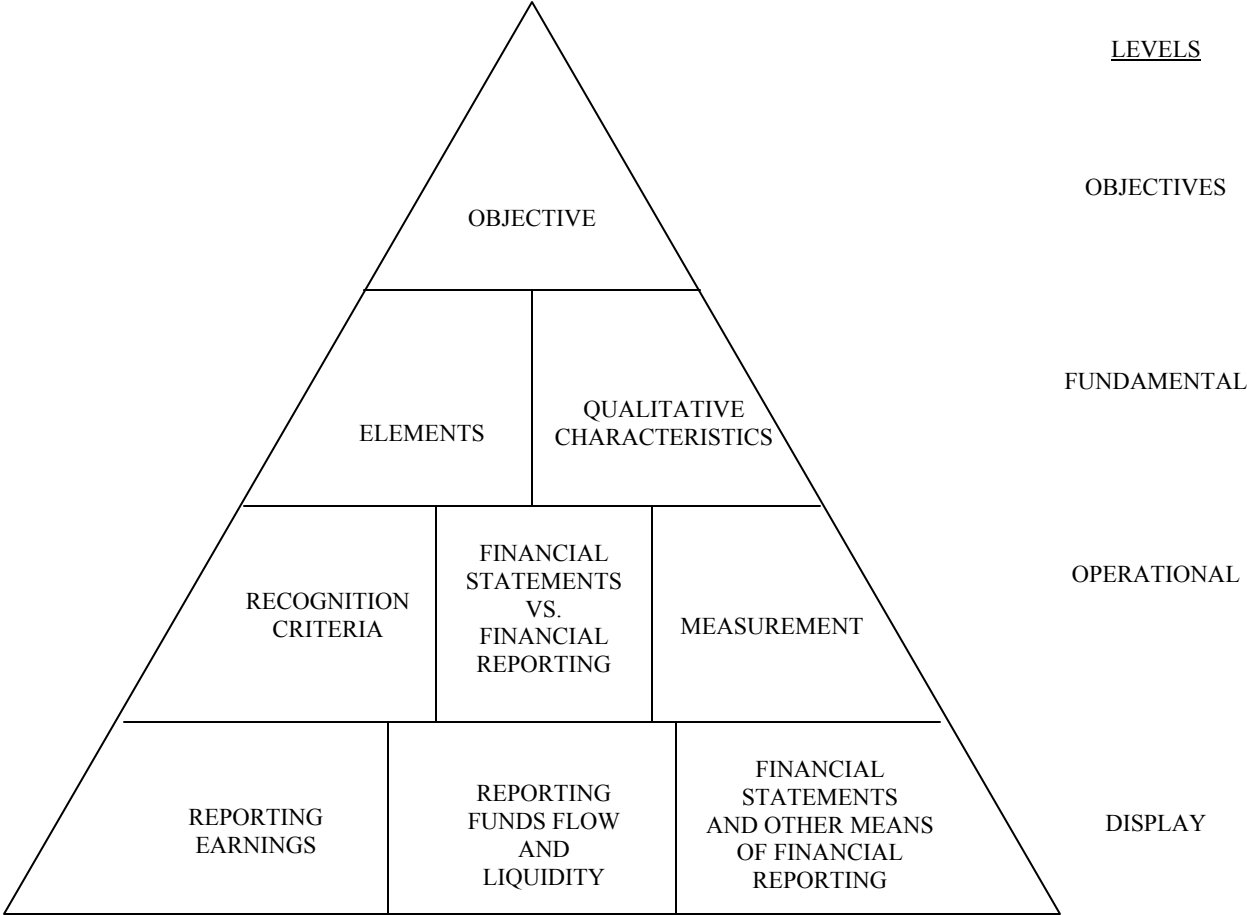 LEVELS
OBJECTIVES
OBJECTIVE
FUNDAMENTAL
ELEMENTS
QUALITATIVE
CHARACTERISTICS
OPERATIONAL
RECOGNITION
CRITERIA
FINANCIAL
STATEMENTS
VS.
FINANCIAL
REPORTING
MEASUREMENT
DISPLAY
REPORTING
EARNINGS
REPORTING
FUNDS FLOW
AND
LIQUIDITY
FINANCIAL
STATEMENTS
AND OTHER MEANS
OF FINANCIAL
REPORTING